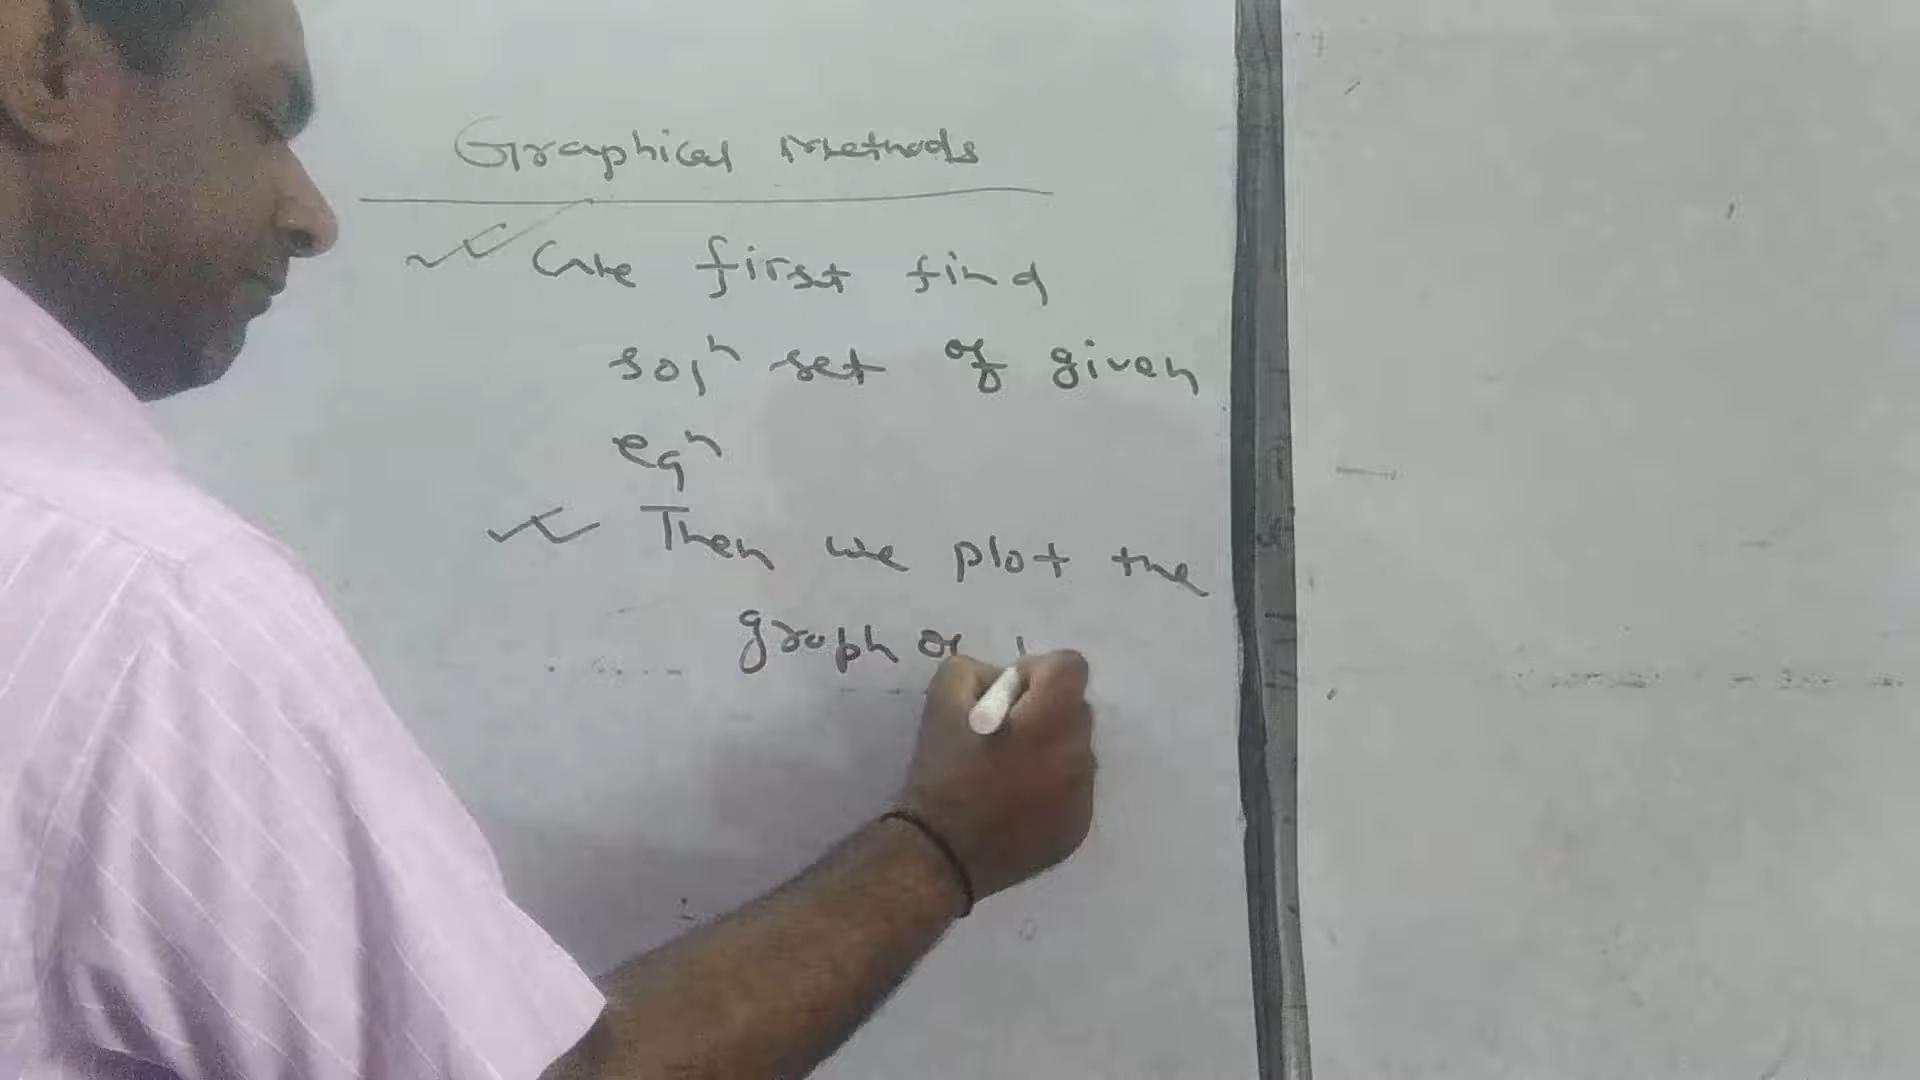 Graphical Methods
We first find
solⁿ set of given
eqⁿ
Then we plot the
graph of